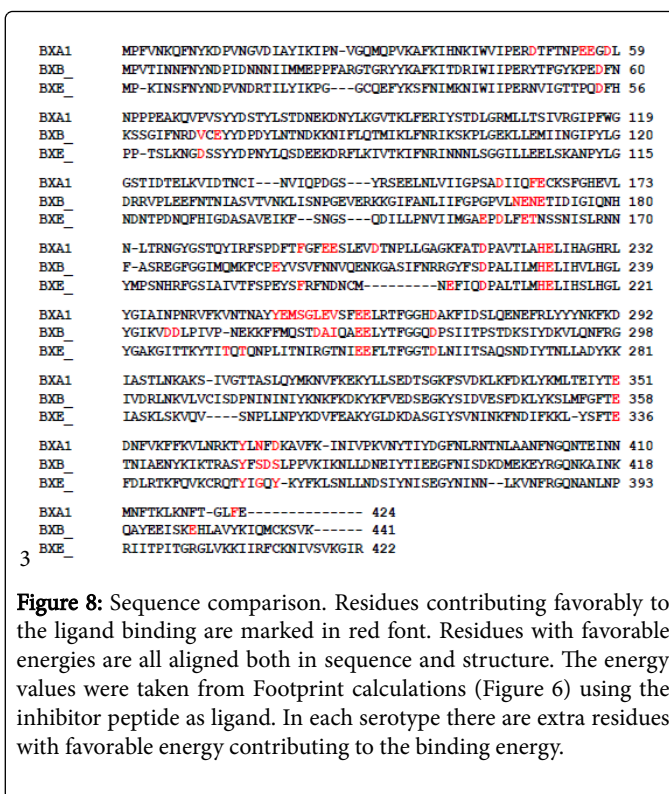 BXA1 MPFVNKQFNYKDPVNGVDIAYIKIPN-VGQMQPVKAFKIHNKIWVIPERDTFTNPEEGDL 59
BXB_ MPVTINNFNYNDPIDNNNIIMMEPPFARGTGRYYKAFKITDRIWIIPERYTFGYKPEDFN 60
BXE_ MP-KINSFNYNDPVNDRTILYIKPG---GCQEFYKSFNIMKNIWIIPERNVIGTTPQDFH 56
BXA1 NPPPEAKQVPVSYYDSTYLSTDNEKDNYLKGVTKLFERIYSTDLGRMLLTSIVRGIPFWG 119
BXB_ KSSGIFNRDVCEYYDPDYLNTNDKKNIFLQTMIKLFNRIKSKPLGEKLLEMIINGIPYLG 120
BXE_ PP-TSLKNGDSSYYDPNYLQSDEEKDRFLKIVTKIFNRINNNLSGGILLEELSKANPYLG 115
BXA1 GSTIDTELKVIDTNCI---NVIQPDGS---YRSEELNLVIIGPSADIIQFECKSFGHEVL 173
BXB_ DRRVPLEEFNTNIASVTVNKLISNPGEVERKKGIFANLIIFGPGPVLNENETIDIGIQNH 180
BXE_ NDNTPDNQFHIGDASAVEIKF--SNGS--QDILLPNVIIMGAEPDLFETNSSNISLRNN 170
BXA1 N-LTRNGYGSTQYIRFSPDFTFGFEESLEVDTNPLLGAGKFATDPAVTLAHELIHAGHRL 232
BXB_ F-ASREGFGGIMQMKFCPEYVSVFNNVQENKGASIFNRRGYFSDPALILMHELIHVLHGL 239
BXE_ YMPSNHRFGSIAIVTFSPEYSFRFNDNCM----NEFIQDPALTLMHELIHSLHGL 221
BXA1 YGIAINPNRVFKVNTNAYYEMSGLEVSFEELRTFGGHDAKFIDSLQENEFRLYYYNKFKD 292
BXB_ YGIKVDDLPIVP-NEKKFFMQSTDAIQAEELYTFGGQDPSIITPSTDKSIYDKVLQNFRG 298
BXE_ YGAKGITTKYTITQTQNPLITNIRGTNIEEFLTFGGTDLNIITSAQSNDIYTNLLADYKK 281
BXA1 IASTLNKAKS-IVGTTASLQYMKNVFKEKYLLSEDTSGKFSVDKLKFDKLYKMLTEIYTE 351
BXB_ IVDRLNKVLVCISDPNININIYKNKFKDKYKFVEDSEGKYSIDVESFDKLYKSLMFGFTE 358
BXE_ IASKLSKVQV---SNPLLNPYKDVFEAKYGLDKDASGIYSVNINKFNDIFKKL-YSFTE 336
BXA1 DNFVKFFKVLNRKTYLNFDKAVFK-INIVPKVNYTIYDGFNLRNTNLAANFNGQNTEINN 410
BXB_ TNIAENYKIKTRASYFSDSLPPVKIKNLLDNEIYTIEEGFNISDKDMEKEYRGQNKAINK 418
BXE_ FDLRTKFQVKCRQTYIGQY-KYFKLSNLLNDSIYNISEGYNINN--LKVNFRGQNANLNP 393
BXA1 MNFTKLKNFT-GLFE-------------- 424
BXB_ QAYEEISKEHLAVYKIQMCKSVK------ 441
3 BXE_ RIITPITGRGLVKKIIRFCKNIVSVKGIR 422
Figure 8: Sequence comparison. Residues contributing favorably to
the ligand binding are marked in red font. Residues with favorable
energies are all aligned both in sequence and structure. The energy
values were taken from Footprint calculations (Figure 6) using the
inhibitor peptide as ligand. In each serotype there are extra residues
with favorable energy contributing to the binding energy.